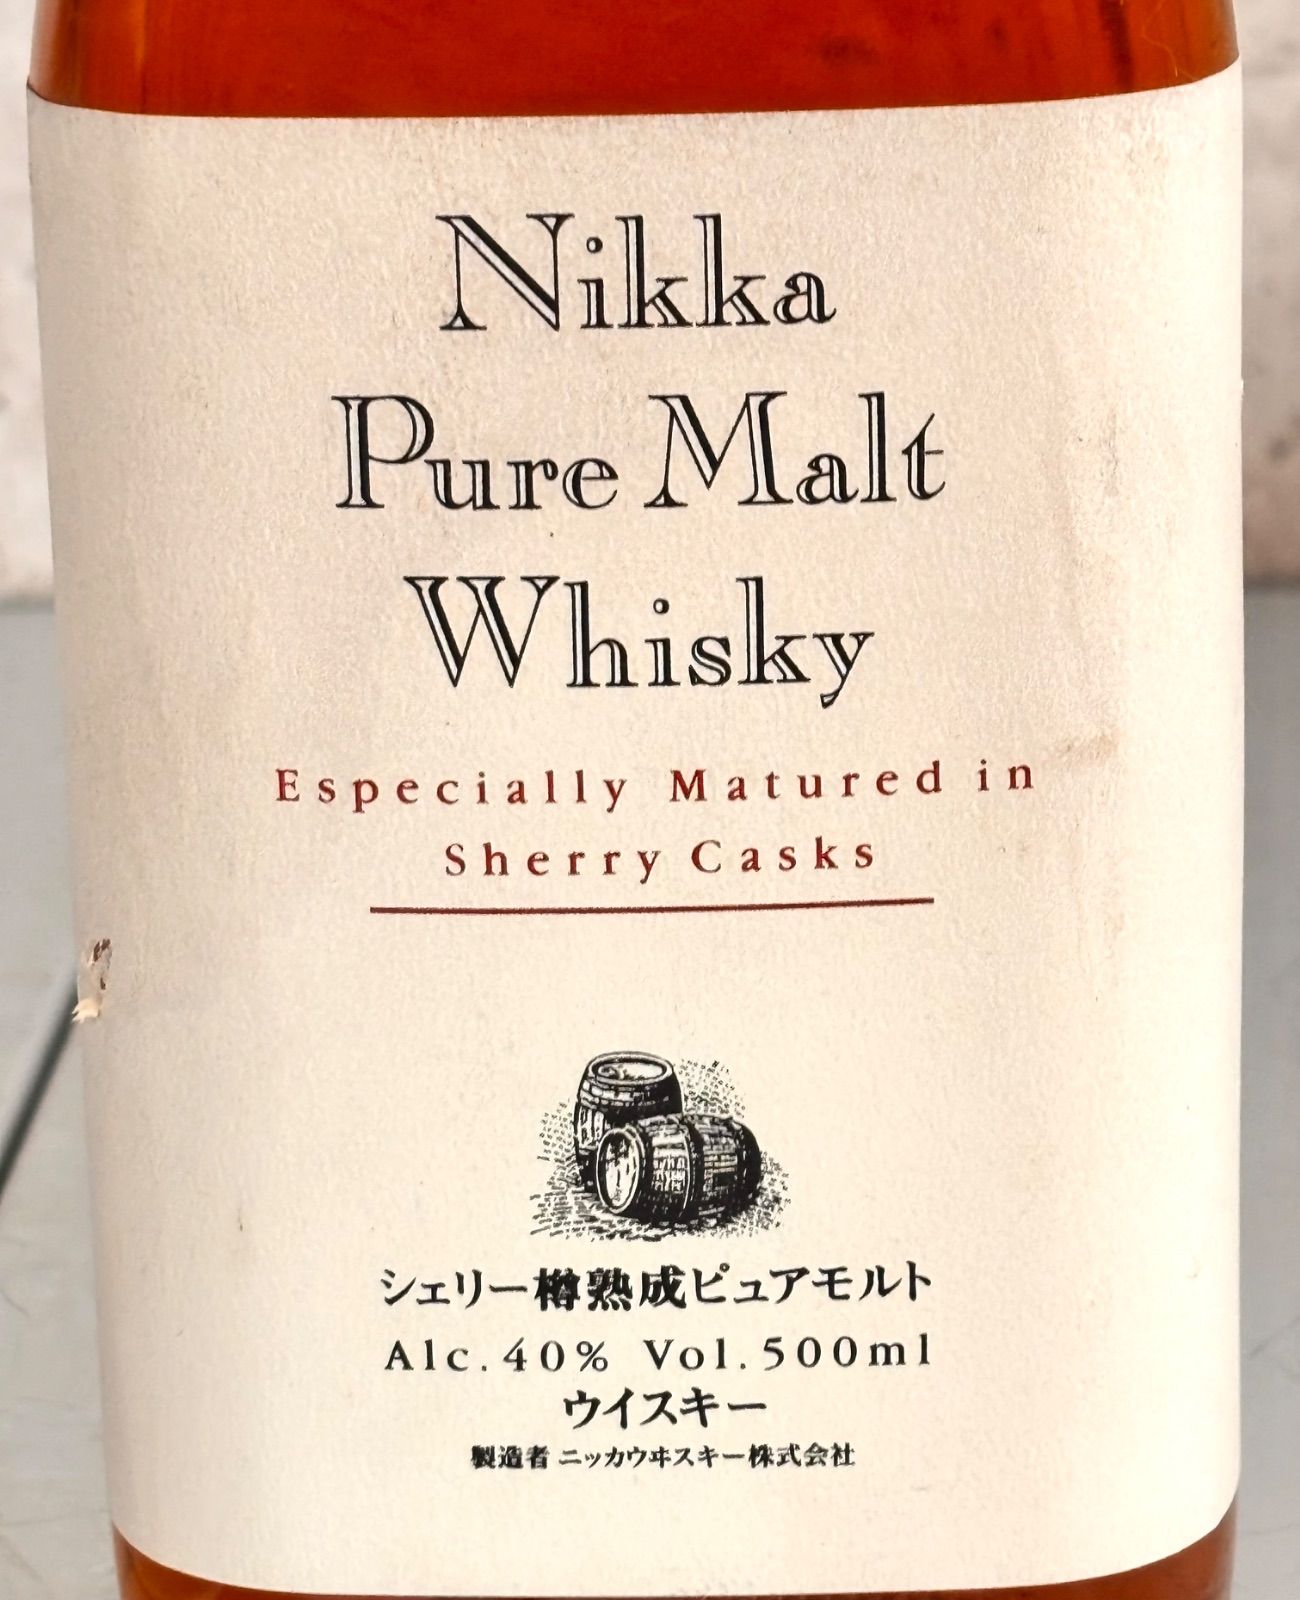 Nikka
Pure Malt
Whisky
Especially Matured in
Sherry Casks
シェリー樽熟成ピュアモルト
Alc.40% Vol.500ml
ウイスキー
製造者 ニッカウヰスキー株式会社